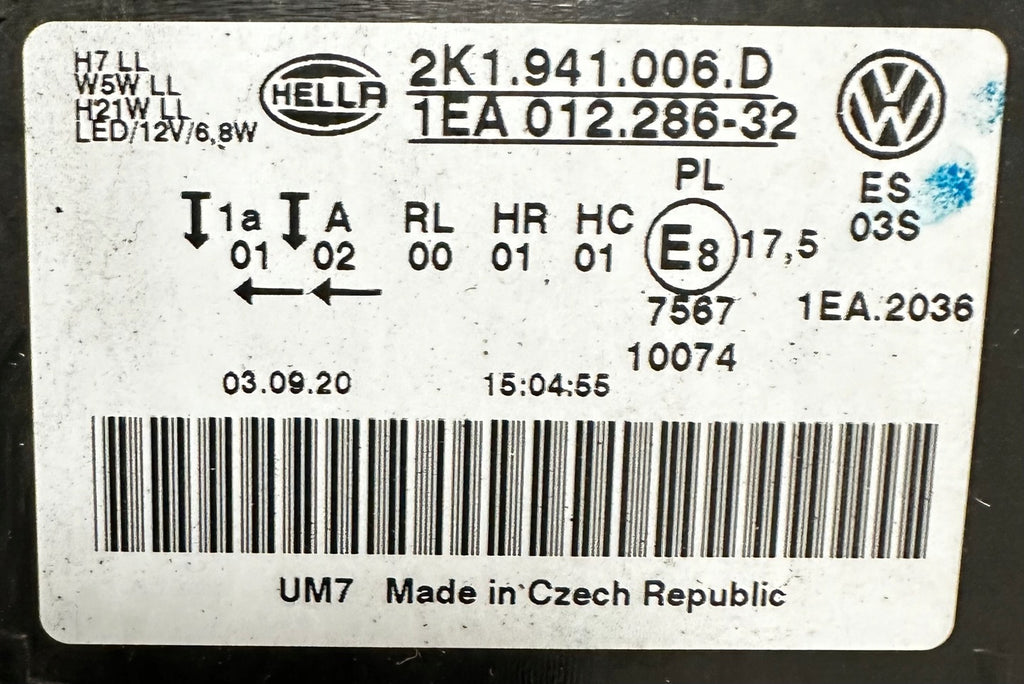 H7 LL
W5W LL
H21W LL
LED/12V/6,8W
HELLA
2K1.941.006.D
1EA 012.286-32
VW
PL
ES
03S
1a A RL HR HC E8 17,5
01 02 00 01 01
7567
1EA.2036
10074
03.09.20 15:04:55
UM7 Made in Czech Republic